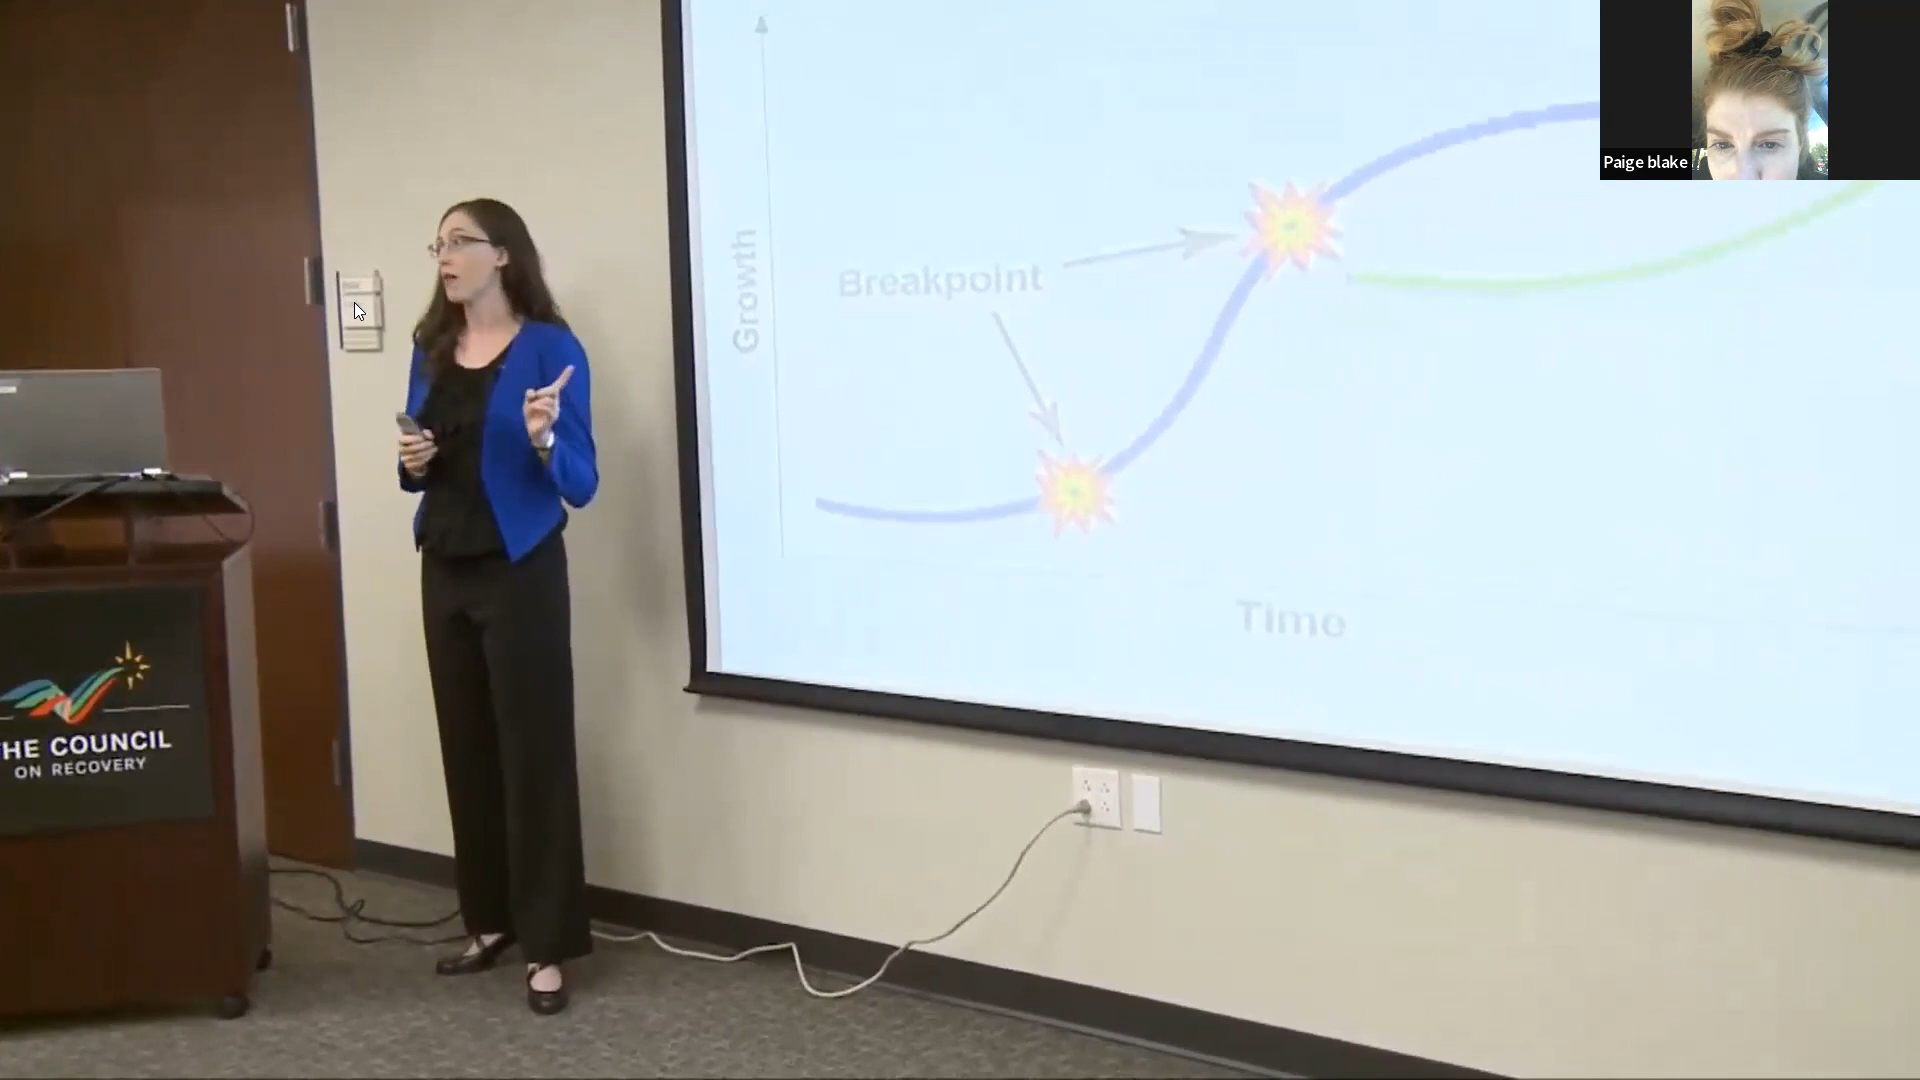 Paige blake
Growth
Breakpoint
Time
HE COUNCIL
ON RECOVERY